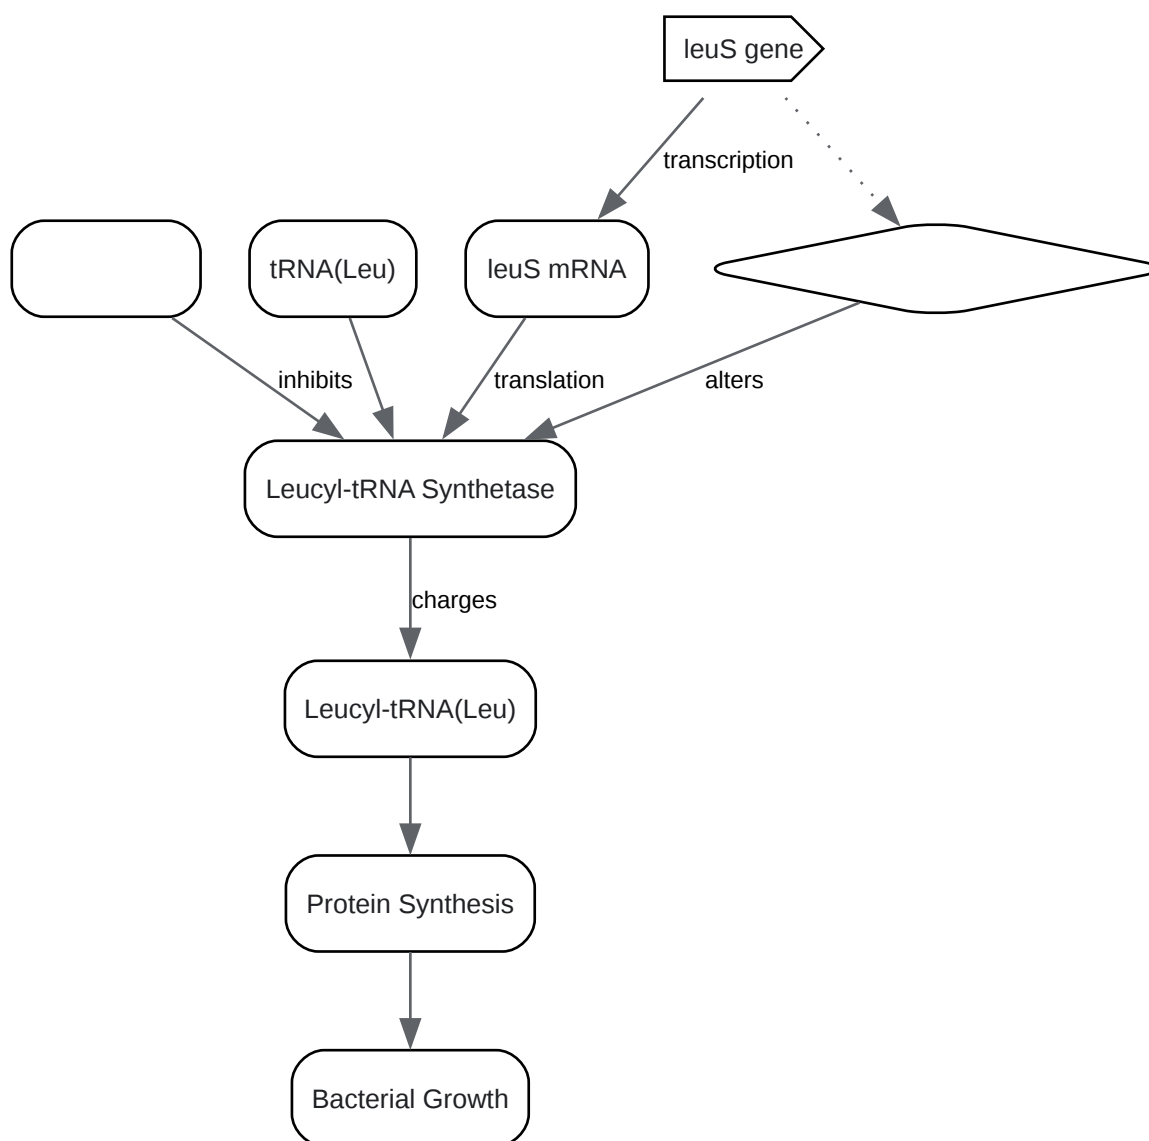 leuS gene
transcription
tRNA(Leu)
leuS mRNA
inhibits
translation
alters
Leucyl-tRNA Synthetase
charges
Leucyl-tRNA(Leu)
Protein Synthesis
Bacterial Growth